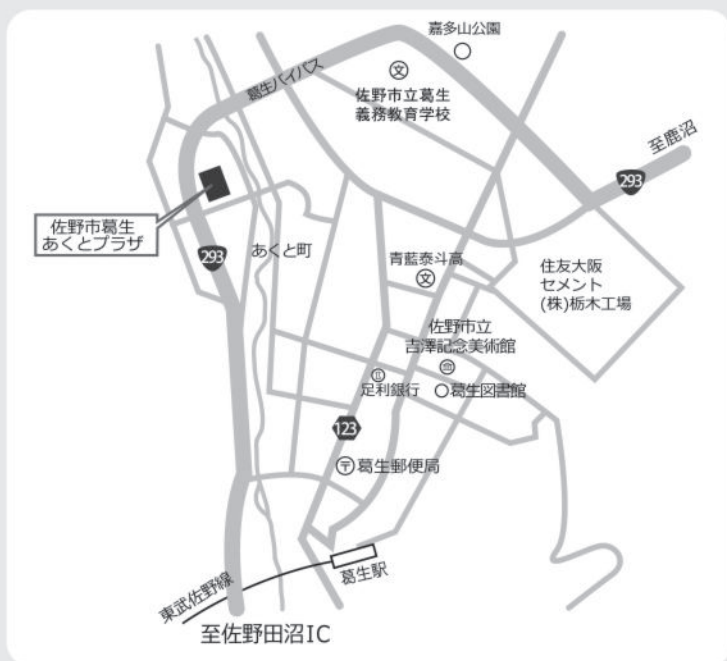 嘉多山公園
葛生バイパス
文
佐野市立葛生
義務教育学校
至鹿沼
293
佐野市葛生
あくとプラザ
293
あくと町
青藍泰斗高
文
住友大阪
セメント
(株)栃木工場
佐野市立
吉澤記念美術館
足利銀行
葛生図書館
123
〒葛生郵便局
葛生駅
東武佐野線
至佐野田沼IC